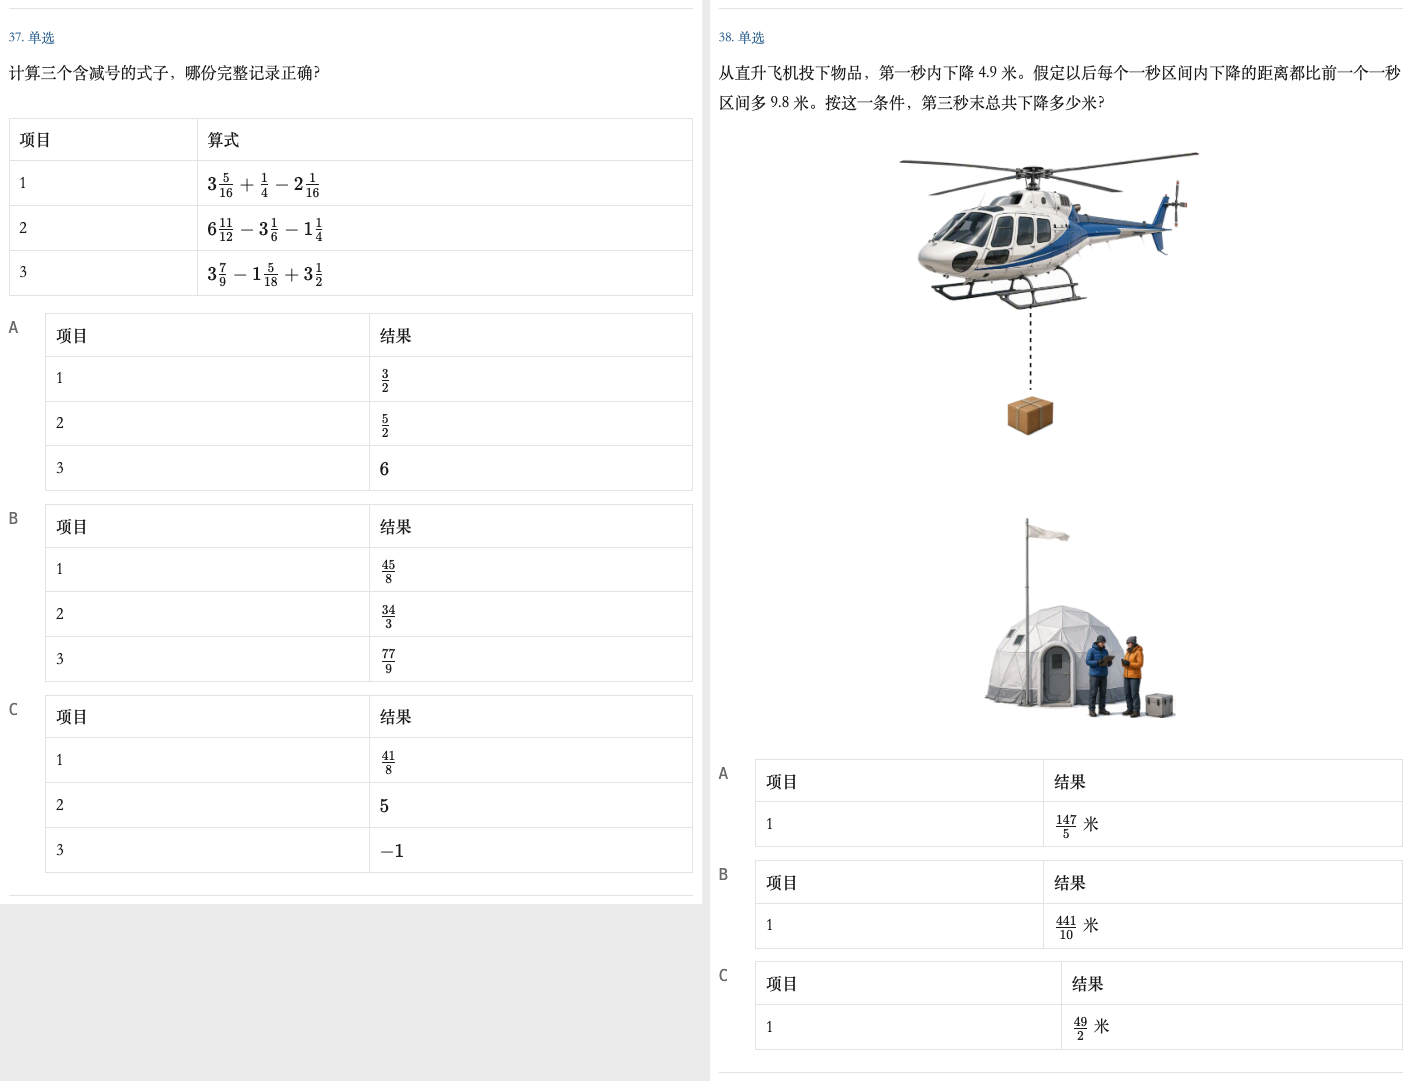 37. 单选
计算三个含减号的式子，哪份完整记录正确？
项目 算式
1 3 5/16 + 1/4 − 2 1/16
2 6 11/12 − 3 1/6 − 1 1/4
3 3 7/9 − 1 5/18 + 3 1/2
A
项目 结果
1 3/2
2 5/2
3 6
B
项目 结果
1 45/8
2 34/3
3 77/9
C
项目 结果
1 41/8
2 5
3 −1
38. 单选
从直升飞机投下物品，第一秒内下降 4.9 米。假定以后每个一秒区间内下降的距离都比前一个一秒
区间多 9.8 米。按这一条件，第三秒末总共下降多少米？
A
项目 结果
1 147/5 米
B
项目 结果
1 441/10 米
C
项目 结果
1 49/2 米